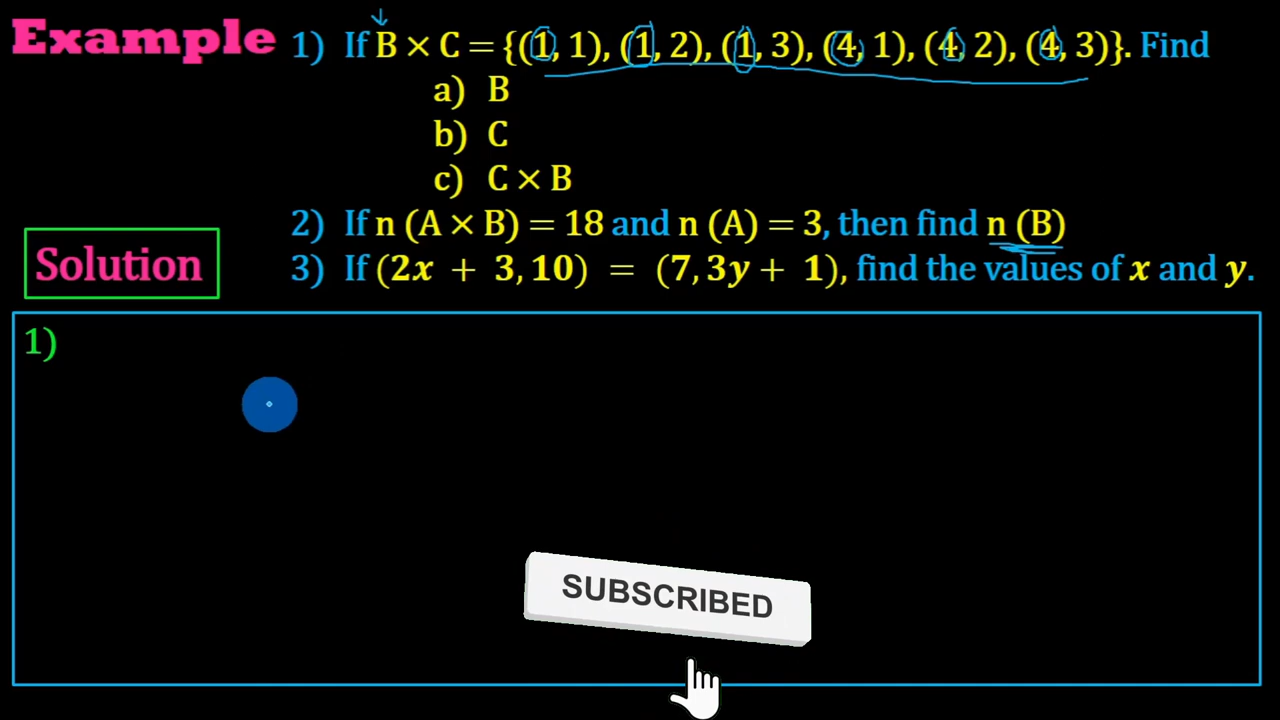 Example 1) If B × C = {(1, 1), (1, 2), (1, 3), (4, 1), (4, 2), (4, 3)}. Find
a) B
b) C
c) C × B
2) If n (A × B) = 18 and n (A) = 3, then find n (B)
Solution
3) If (2x + 3, 10) = (7, 3y + 1), find the values of x and y.
1)
SUBSCRIBED